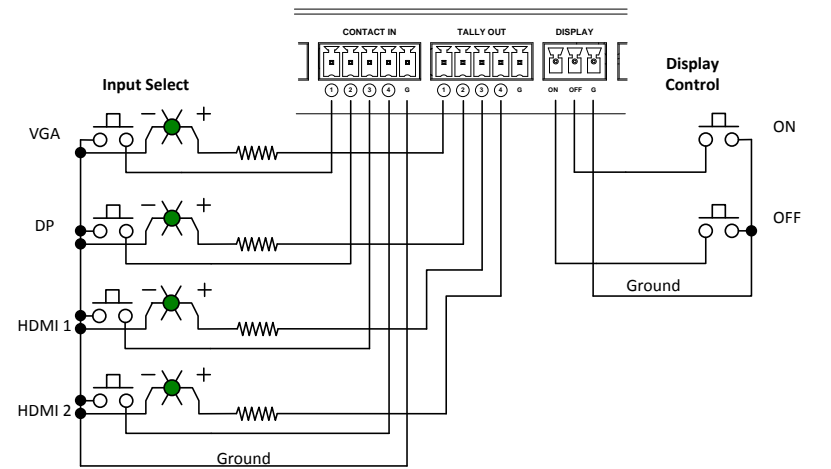 CONTACT IN
TALLY OUT
DISPLAY
1 2 3 4 G
1 2 3 4 G
ON OFF G
Input Select
Display
Control
VGA
- +
ON
DP
- +
OFF
Ground
HDMI 1
- +
HDMI 2
- +
Ground